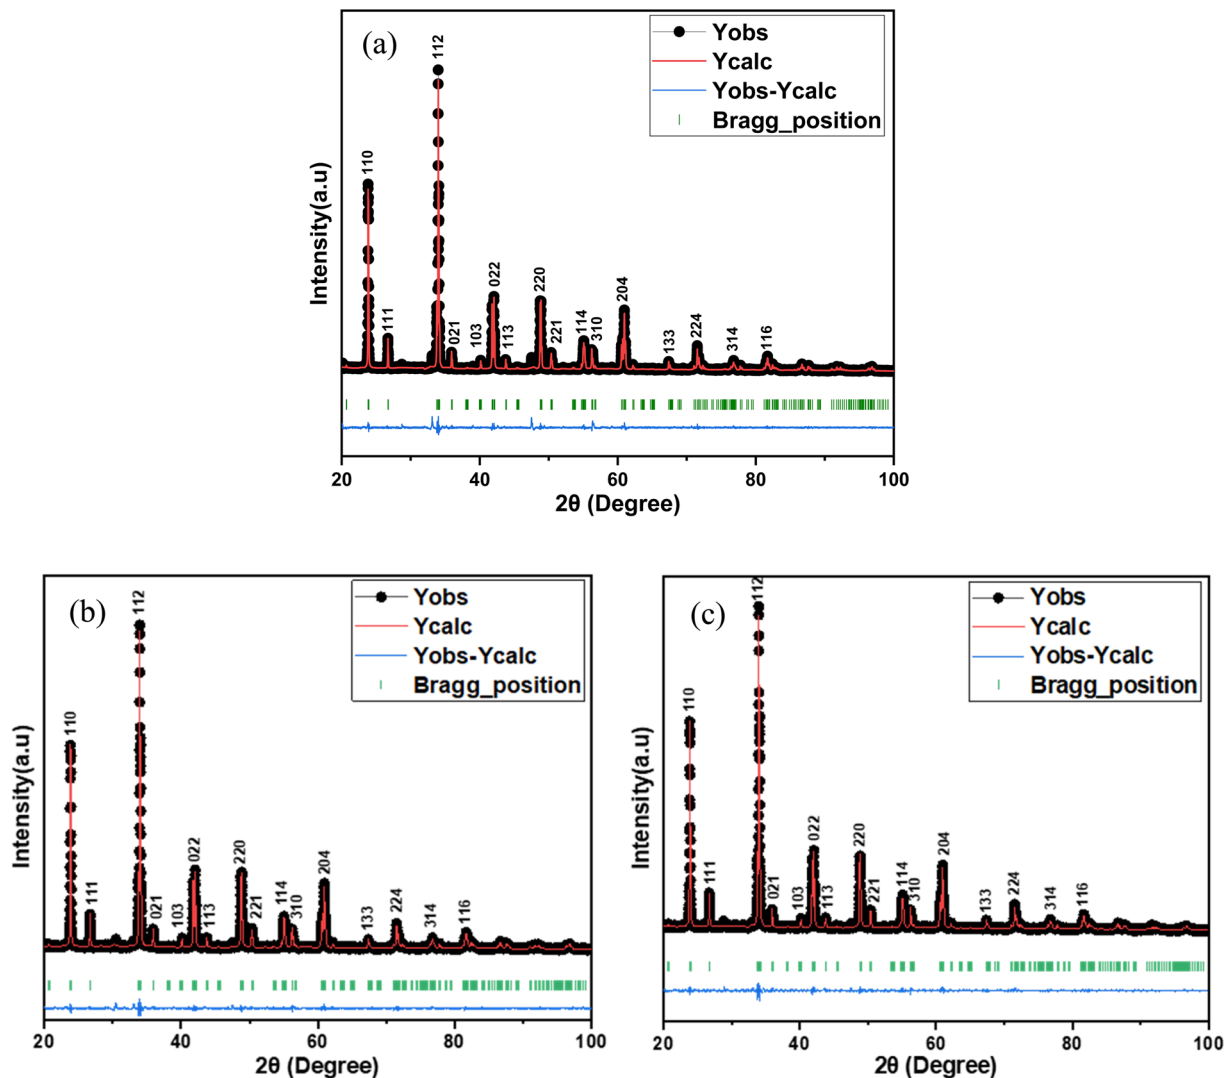 (a)
Yobs
Ycalc
Yobs-Ycalc
Bragg_position
Intensity(a.u)
110
111
112
021
103
022
113
220
221
114
310
204
133
224
314
116
20 40 60 80 100
2θ (Degree)
(b)
Yobs
Ycalc
Yobs-Ycalc
Bragg_position
Intensity(a.u)
110
111
112
021
103
022
113
220
221
114
310
204
133
224
314
116
20 40 60 80 100
2θ (Degree)
(c)
Yobs
Ycalc
Yobs-Ycalc
Bragg_position
Intensity(a.u)
110
111
112
021
103
022
113
220
221
114
310
204
133
224
314
116
20 40 60 80 100
2θ (Degree)